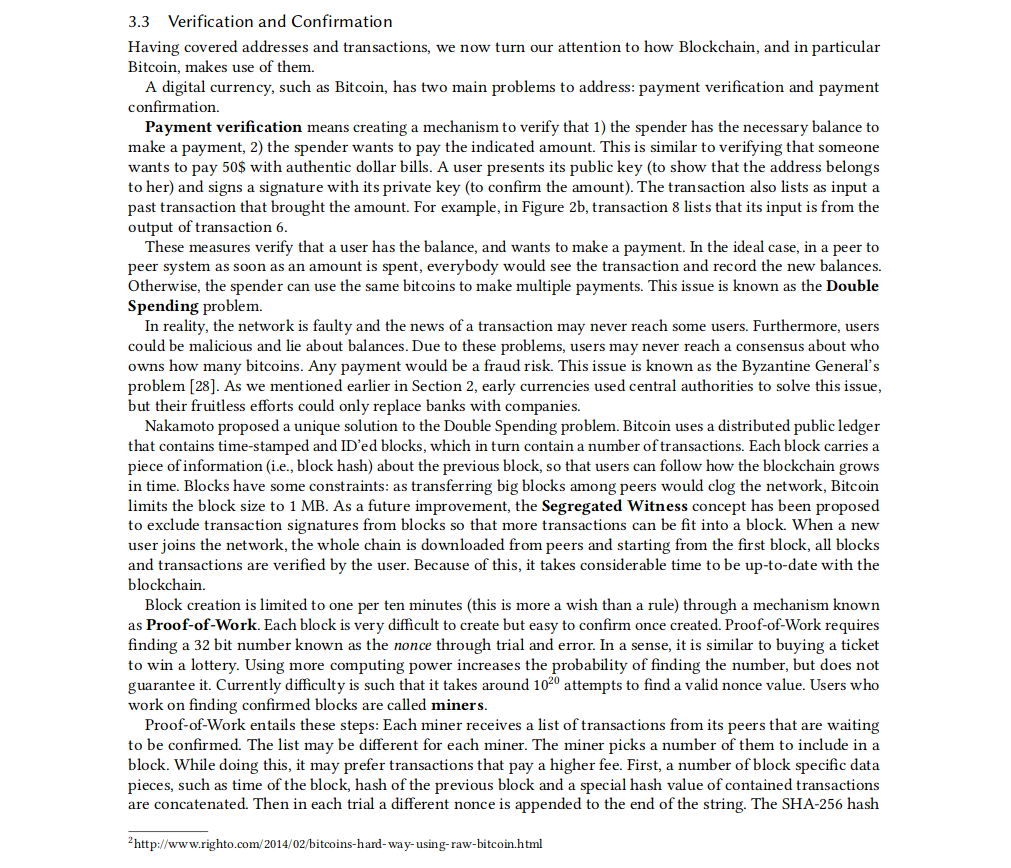 3.3 Verification and Confirmation
Having covered addresses and transactions, we now turn our attention to how Blockchain, and in particular
Bitcoin, makes use of them.
A digital currency, such as Bitcoin, has two main problems to address: payment verification and payment
confirmation.
Payment verification means creating a mechanism to verify that 1) the spender has the necessary balance to
make a payment, 2) the spender wants to pay the indicated amount. This is similar to verifying that someone
wants to pay 50$ with authentic dollar bills. A user presents its public key (to show that the address belongs
to her) and signs a signature with its private key (to confirm the amount). The transaction also lists as input a
past transaction that brought the amount. For example, in Figure 2b, transaction 8 lists that its input is from the
output of transaction 6.
These measures verify that a user has the balance, and wants to make a payment. In the ideal case, in a peer to
peer system as soon as an amount is spent, everybody would see the transaction and record the new balances.
Otherwise, the spender can use the same bitcoins to make multiple payments. This issue is known as the Double
Spending problem.
In reality, the network is faulty and the news of a transaction may never reach some users. Furthermore, users
could be malicious and lie about balances. Due to these problems, users may never reach a consensus about who
owns how many bitcoins. Any payment would be a fraud risk. This issue is known as the Byzantine General's
problem [28]. As we mentioned earlier in Section 2, early currencies used central authorities to solve this issue,
but their fruitless efforts could only replace banks with companies.
Nakamoto proposed a unique solution to the Double Spending problem. Bitcoin uses a distributed public ledger
that contains time-stamped and ID'ed blocks, which in turn contain a number of transactions. Each block carries a
piece of information (i.e., block hash) about the previous block, so that users can follow how the blockchain grows
in time. Blocks have some constraints: as transferring big blocks among peers would clog the network, Bitcoin
limits the block size to 1 MB. As a future improvement, the Segregated Witness concept has been proposed
to exclude transaction signatures from blocks so that more transactions can be fit into a block. When a new
user joins the network, the whole chain is downloaded from peers and starting from the first block, all blocks
and transactions are verified by the user. Because of this, it takes considerable time to be up-to-date with the
blockchain.
Block creation is limited to one per ten minutes (this is more a wish than a rule) through a mechanism known
as Proof-of-Work. Each block is very difficult to create but easy to confirm once created. Proof-of-Work requires
finding a 32 bit number known as the nonce through trial and error. In a sense, it is similar to buying a ticket
to win a lottery. Using more computing power increases the probability of finding the number, but does not
guarantee it. Currently difficulty is such that it takes around 10²⁰ attempts to find a valid nonce value. Users who
work on finding confirmed blocks are called miners.
Proof-of-Work entails these steps: Each miner receives a list of transactions from its peers that are waiting
to be confirmed. The list may be different for each miner. The miner picks a number of them to include in a
block. While doing this, it may prefer transactions that pay a higher fee. First, a number of block specific data
pieces, such as time of the block, hash of the previous block and a special hash value of contained transactions
are concatenated. Then in each trial a different nonce is appended to the end of the string. The SHA-256 hash
²http://www.righto.com/2014/02/bitcoins-hard-way-using-raw-bitcoin.html